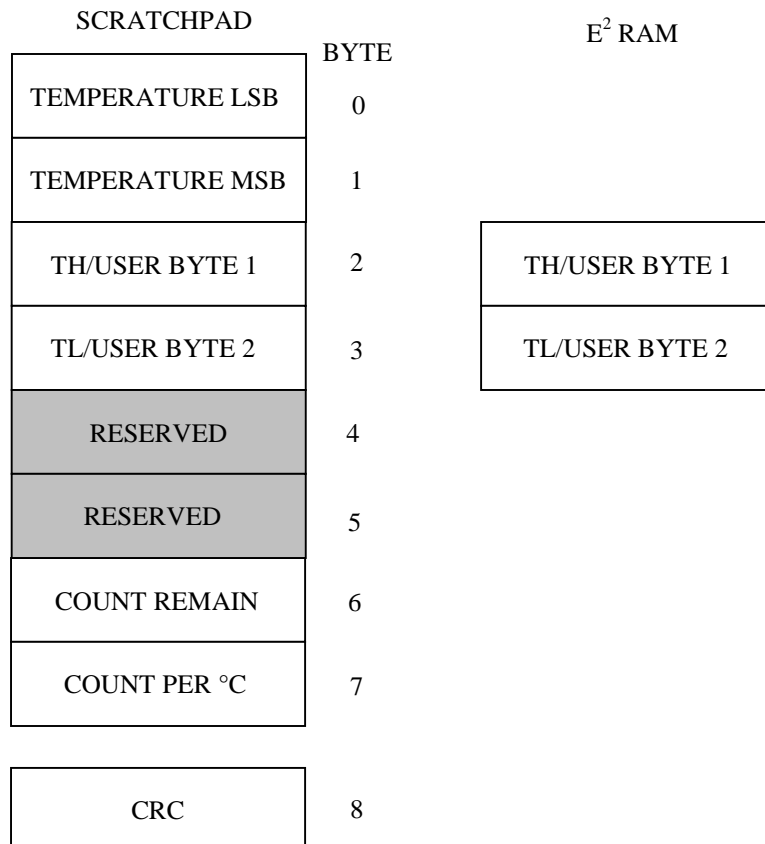 SCRATCHPAD
BYTE
E² RAM
TEMPERATURE LSB 0
TEMPERATURE MSB 1
TH/USER BYTE 1 2 TH/USER BYTE 1
TL/USER BYTE 2 3 TL/USER BYTE 2
RESERVED 4
RESERVED 5
COUNT REMAIN 6
COUNT PER °C 7
CRC 8